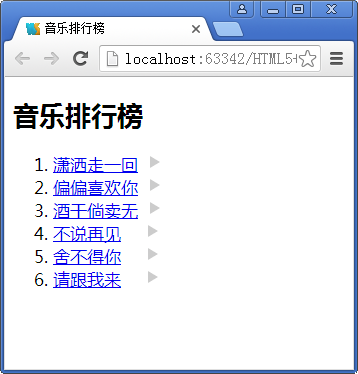 音乐排行榜
localhost:63342/HTML5
音乐排行榜
1. 潇洒走一回
2. 偏偏喜欢你
3. 酒干倘卖无
4. 不说再见
5. 舍不得你
6. 请跟我来